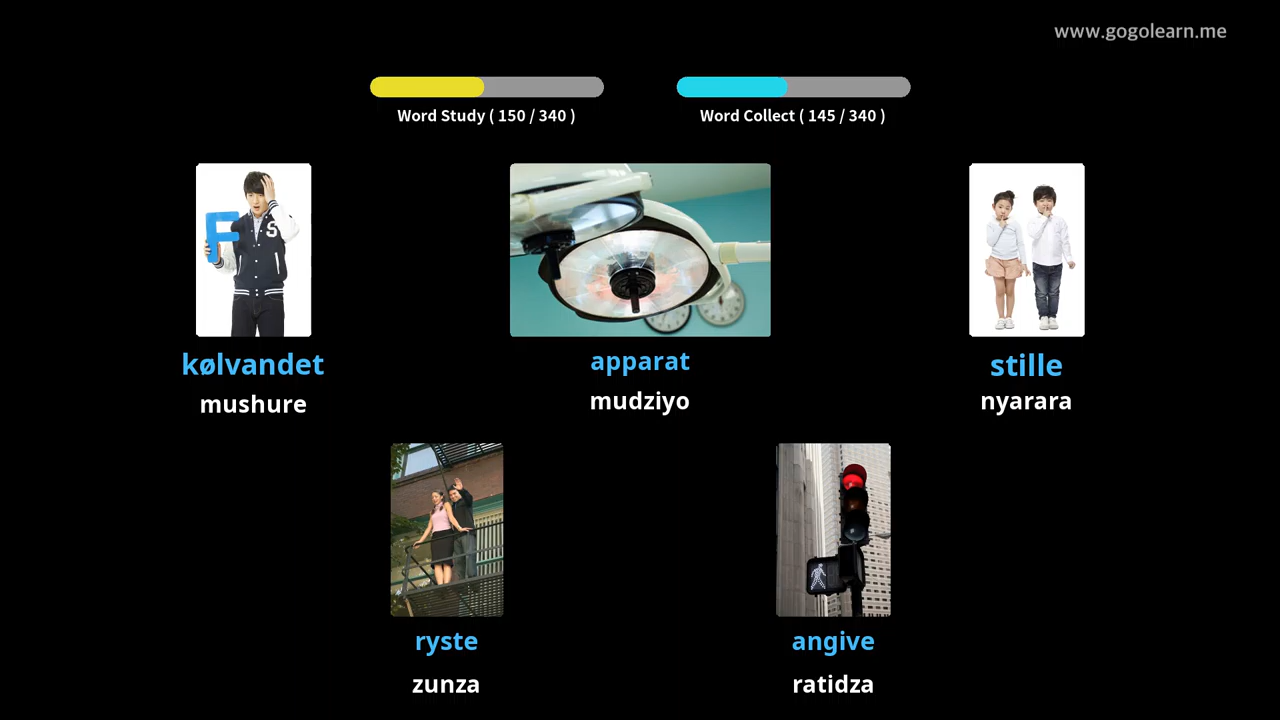 www.gogolearn.me
Word Study ( 150 / 340 )
Word Collect ( 145 / 340 )
F
S
kølvandet
mushure
apparat
mudziyo
stille
nyarara
ryste
zunza
angive
ratidza